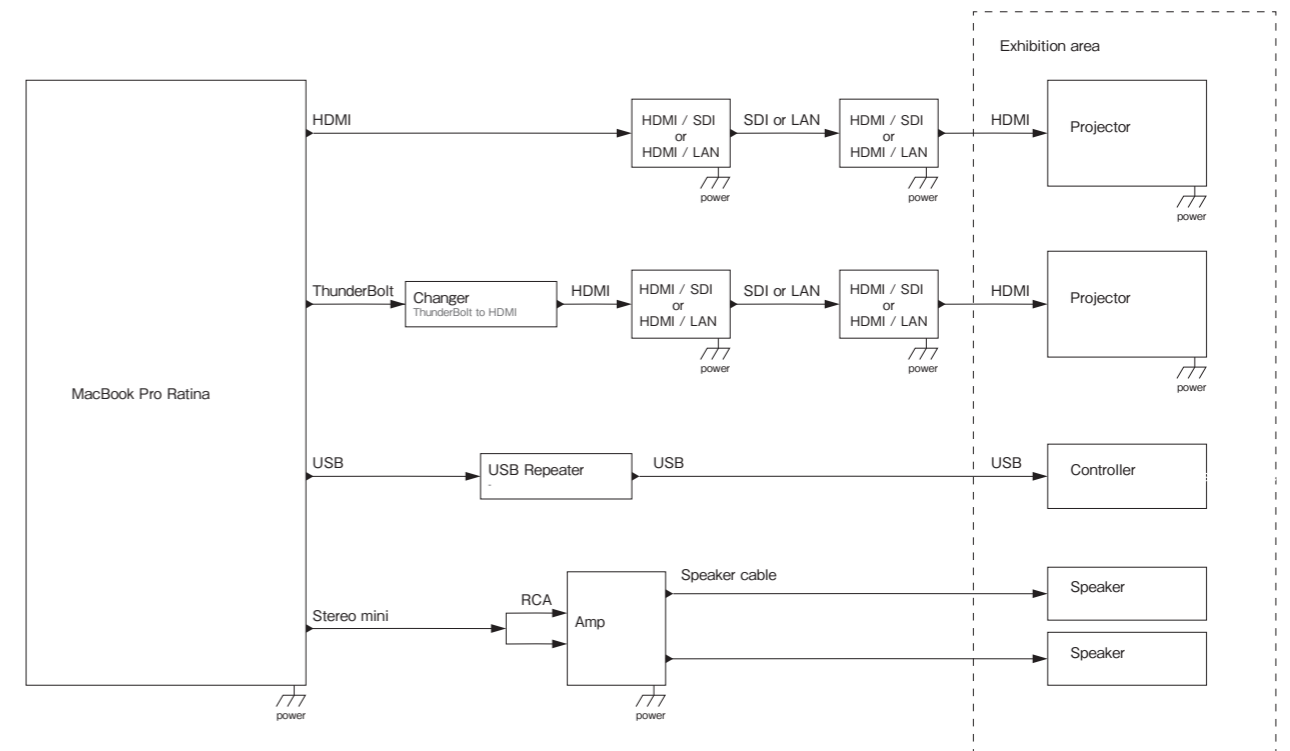 Exhibition area
HDMI
HDMI / SDI
or
HDMI / LAN
power
SDI or LAN
HDMI / SDI
or
HDMI / LAN
power
HDMI
Projector
power
ThunderBolt
Changer
ThunderBolt to HDMI
HDMI
HDMI / SDI
or
HDMI / LAN
power
SDI or LAN
HDMI / SDI
or
HDMI / LAN
power
HDMI
Projector
power
MacBook Pro Ratina
power
USB
USB Repeater
-
USB
USB
Controller
Stereo mini
RCA
Amp
power
Speaker cable
Speaker
Speaker